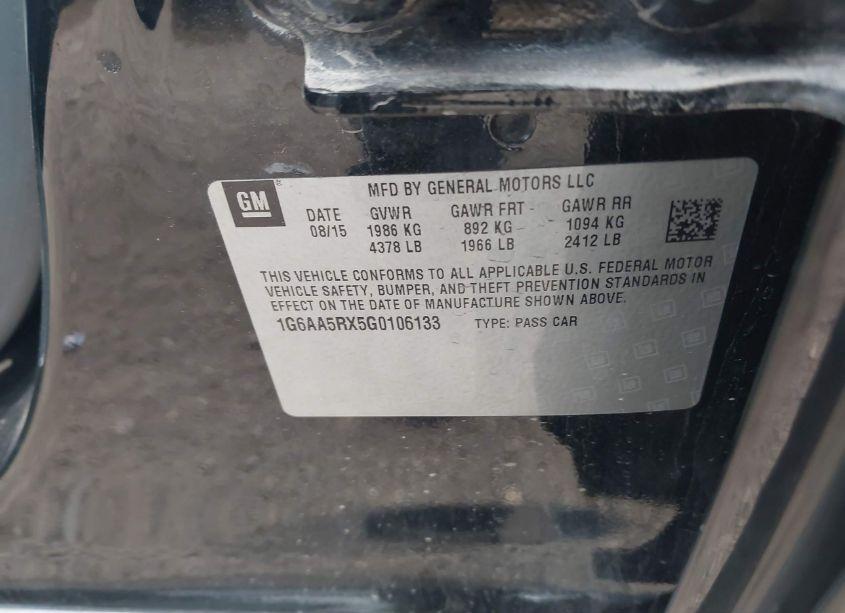 GM
MFD BY GENERAL MOTORS LLC
DATE GVWR GAWR FRT GAWR RR
08/15 1986 KG 892 KG 1094 KG
4378 LB 1966 LB 2412 LB
THIS VEHICLE CONFORMS TO ALL APPLICABLE U.S. FEDERAL MOTOR
VEHICLE SAFETY, BUMPER, AND THEFT PREVENTION STANDARDS IN
EFFECT ON THE DATE OF MANUFACTURE SHOWN ABOVE.
1G6AA5RX5G0106133 TYPE: PASS CAR